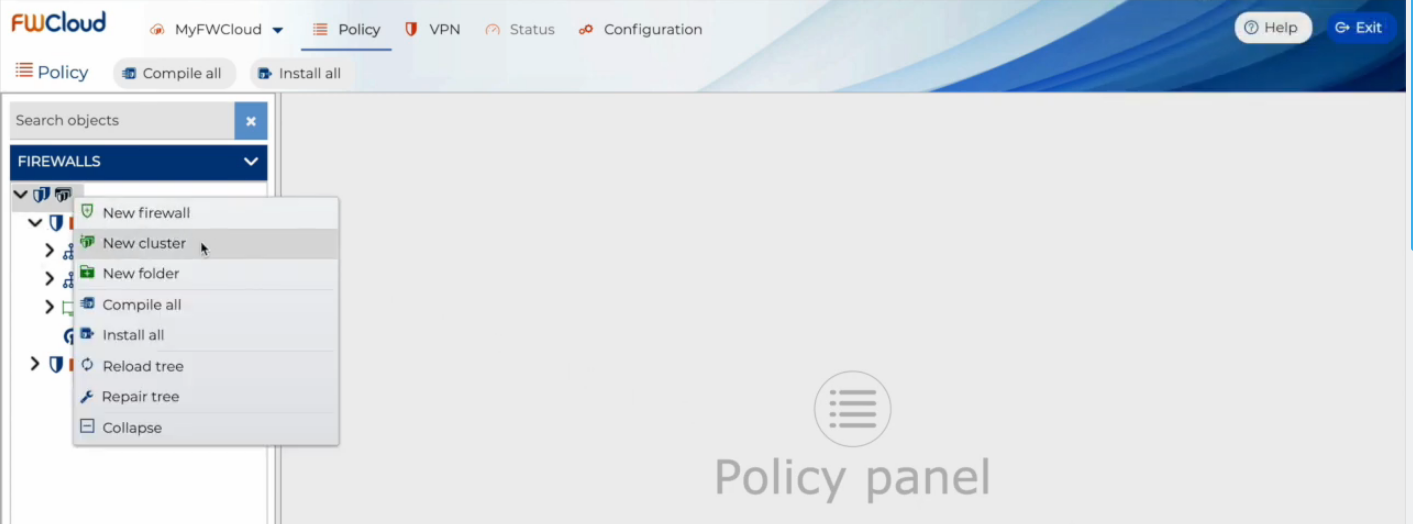 FWCloud MyFWCloud Policy VPN Status Configuration Help Exit
Policy Compile all Install all
Search objects
FIREWALLS
New firewall
New cluster
New folder
Compile all
Install all
Reload tree
Repair tree
Collapse
Policy panel